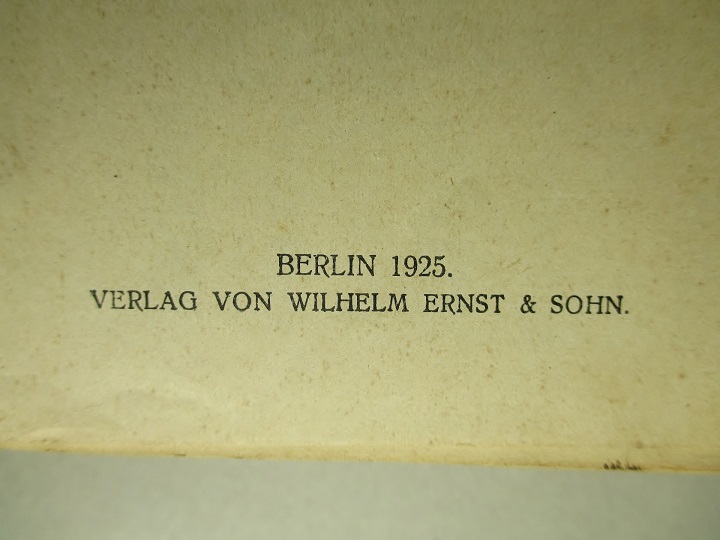 BERLIN 1925.
VERLAG VON WILHELM ERNST & SOHN.